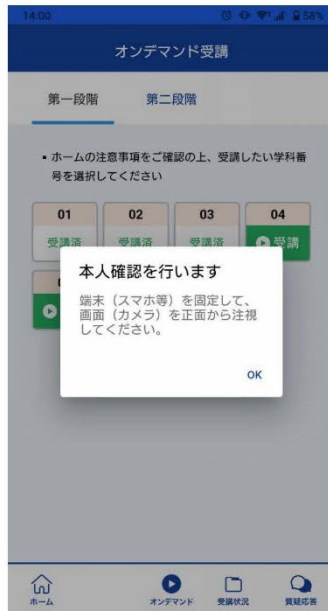 14:00
58%
オンデマンド受講
第一段階
第二段階
▪ ホームの注意事項をご確認の上、受講したい学科番
号を選択してください
01
02
03
04
受講済
受講済
受講済
受講
本人確認を行います
端末（スマホ等）を固定して、
画面（カメラ）を正面から注視
してください。
OK
ホーム
オンデマンド
受講状況
質疑応答